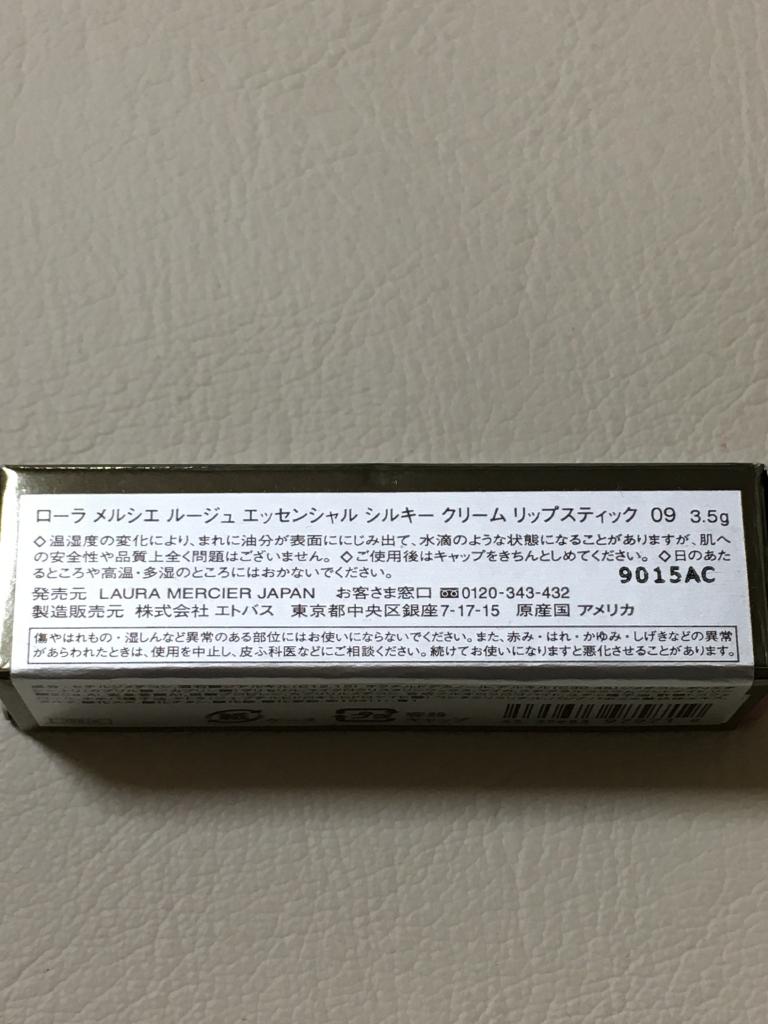 ローラ メルシエ ルージュ エッセンシャル シルキー クリーム リップスティック 09 3.5g
◇温湿度の変化により、まれに油分が表面ににじみ出て、水滴のような状態になることがありますが、肌へ
の安全性や品質上全く問題はございません。◇ご使用後はキャップをきちんとしめてください。◇日のあた
るところや高温・多湿のところにはおかないでください。
9015AC
発売元 LAURA MERCIER JAPAN お客さま窓口 0120-343-432
製造販売元 株式会社 エトバス 東京都中央区銀座7-17-15 原産国 アメリカ
傷やはれもの・湿しんなど異常のある部位にはお使いにならないでください。また、赤み・はれ・かゆみ・しげきなどの異常
があらわれたときは、使用を中止し、皮ふ科医などにご相談ください。続けてお使いになりますと悪化させることがあります。